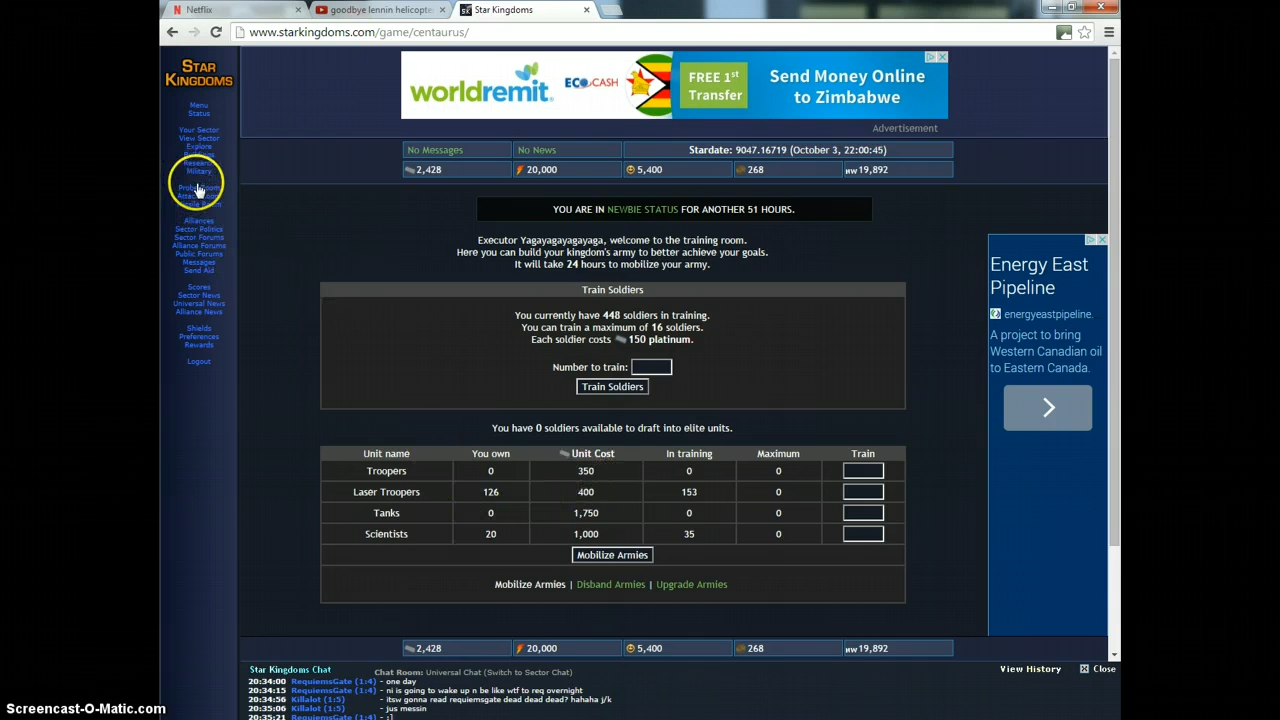 Netflix
goodbye lennin helicopte
Star Kingdoms
www.starkingdoms.com/game/centaurus/
STAR KINGDOMS
Menu
Status
Your Sector
View Sector
Explore
Research
Military
Probe Room
Alliances
Sector Politics
Sector Forums
Alliance Forums
Public Forums
Messages
Send Aid
Scores
Sector News
Universal News
Alliance News
Shields
Preferences
Rewards
Logout
worldremit
ECOCASH
FREE 1st Transfer
Send Money Online to Zimbabwe
Advertisement
No Messages No News Stardate: 9047.16719 (October 3, 22:00:45)
2,428 20,000 5,400 268 NW 19,892
YOU ARE IN NEWBIE STATUS FOR ANOTHER 51 HOURS.
Executor Yagayagayagayaga, welcome to the training room.
Here you can build your kingdom's army to better achieve your goals.
It will take 24 hours to mobilize your army.
Train Soldiers
You currently have 448 soldiers in training.
You can train a maximum of 16 soldiers.
Each soldier costs 150 platinum.
Number to train:
Train Soldiers
You have 0 soldiers available to draft into elite units.
Unit name You own Unit Cost In training Maximum Train
Troopers 0 350 0 0
Laser Troopers 126 400 153 0
Tanks 0 1,750 0 0
Scientists 20 1,000 35 0
Mobilize Armies
Mobilize Armies | Disband Armies | Upgrade Armies
Energy East
Pipeline
energyeastpipeline.
A project to bring
Western Canadian oil
to Eastern Canada.
2,428 20,000 5,400 268 NW 19,892
Star Kingdoms Chat Chat Room: Universal Chat (Switch to Sector Chat) View History Close
20:34:00 RequiemsGate (1:4) - one day
20:34:15 RequiemsGate (1:4) - ni is going to wake up n be like wtf to req overnight
20:34:56 Killalot (1:5) - itsw gonna read requiemsgate dead dead dead? hahaha j/k
20:35:06 Killalot (1:5) - jus messin
20:35:21 RequiemsGate (1:4) - :]
Screencast-O-Matic.com